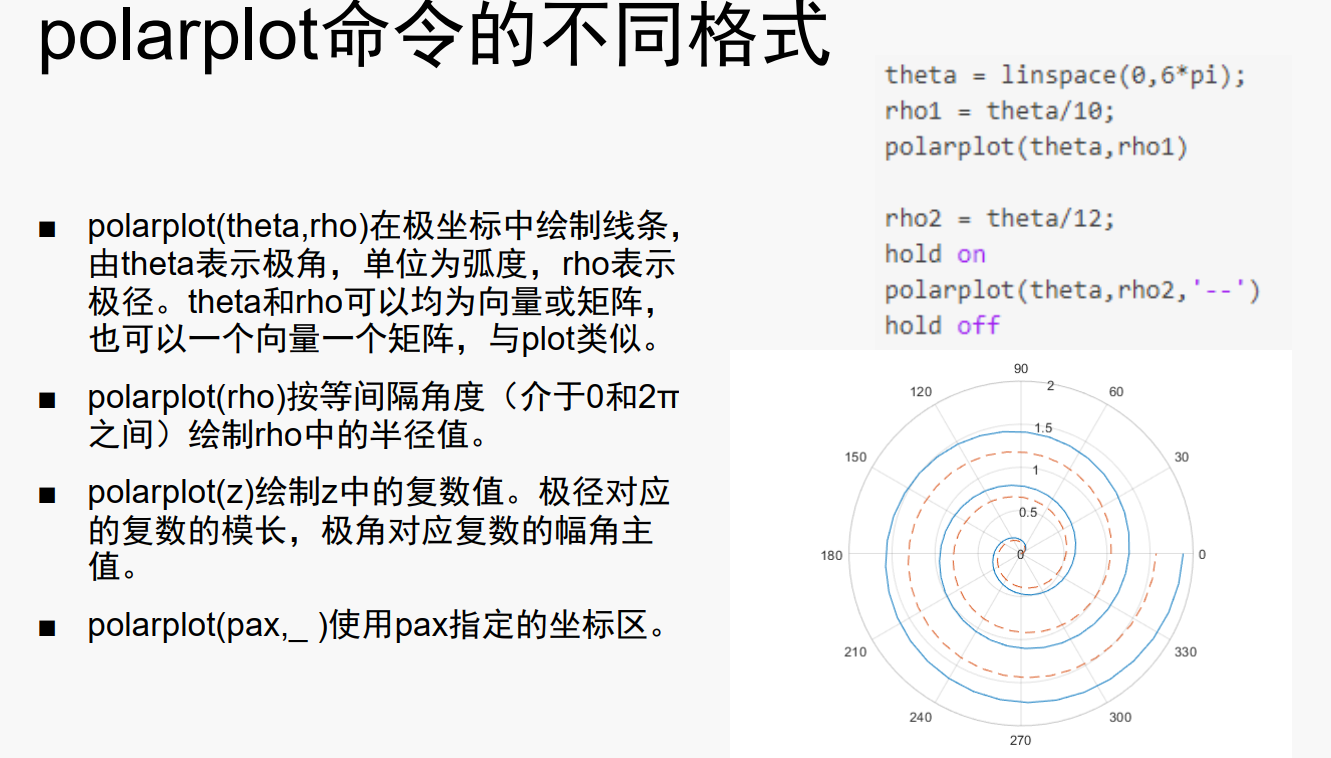 polarplot命令的不同格式
■ polarplot(theta,rho)在极坐标中绘制线条，
由theta表示极角，单位为弧度，rho表示
极径。theta和rho可以均为向量或矩阵，
也可以一个向量一个矩阵，与plot类似。
■ polarplot(rho)按等间隔角度（介于0和2π
之间）绘制rho中的半径值。
■ polarplot(z)绘制z中的复数值。极径对应
的复数的模长，极角对应复数的幅角主
值。
■ polarplot(pax,_ )使用pax指定的坐标区。
theta = linspace(0,6*pi);
rho1 = theta/10;
polarplot(theta,rho1)
rho2 = theta/12;
hold on
polarplot(theta,rho2,'--')
hold off
90
120
2
60
1.5
150
1
30
0.5
180
0
0
210
330
240
300
270